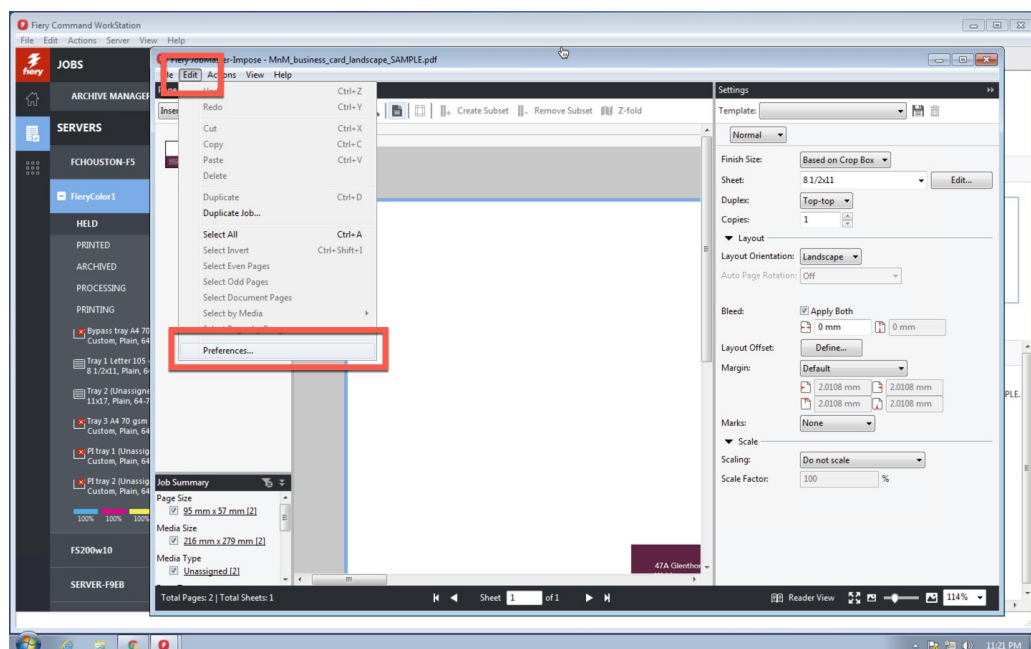 Fiery Command WorkStation
File Edit Actions Server View Help
fiery
JOBS
ARCHIVE MANAGER
SERVERS
FCHOUSTON-F5
FieryColor1
HELD
PRINTED
ARCHIVED
PROCESSING
PRINTING
Bypass tray A4 70
Custom, Plain, 64
Tray 1 Letter 105
8 1/2x11, Plain, 6
Tray 2 (Unassigne
11x17, Plain, 64-7
Tray 3 A4 70 gsm
Custom, Plain, 64
PI tray 1 (Unassig
Custom, Plain, 64
PI tray 2 (Unassig
Custom, Plain, 64
100% 100% 100%
FS200w10
SERVER-F9EB
Fiery JobMaster-Impose - MnM_business_card_landscape_SAMPLE.pdf
Edit Actions View Help
Ctrl+Z
Redo Ctrl+Y
Cut Ctrl+X
Copy Ctrl+C
Paste Ctrl+V
Delete
Duplicate Ctrl+D
Duplicate Job...
Select All Ctrl+A
Select Invert Ctrl+Shift+I
Select Even Pages
Select Odd Pages
Select Document Pages
Select by Media
Preferences...
Create Subset Remove Subset Z-fold
Job Summary
Page Size
95 mm x 57 mm [2]
Media Size
216 mm x 279 mm [2]
Media Type
Unassigned [2]
47A Glenthor
Total Pages: 2 | Total Sheets: 1
Sheet 1 of 1
Reader View
114%
Settings
Template:
Normal
Finish Size: Based on Crop Box
Sheet: 8 1/2x11 Edit...
Duplex: Top-top
Copies: 1
Layout
Layout Orientation: Landscape
Auto Page Rotation: Off
Bleed: Apply Both
0 mm 0 mm
Layout Offset: Define...
Margin: Default
2.0108 mm 2.0108 mm
2.0108 mm 2.0108 mm
Marks: None
Scale
Scaling: Do not scale
Scale Factor: 100 %
PLE.
11:21 PM